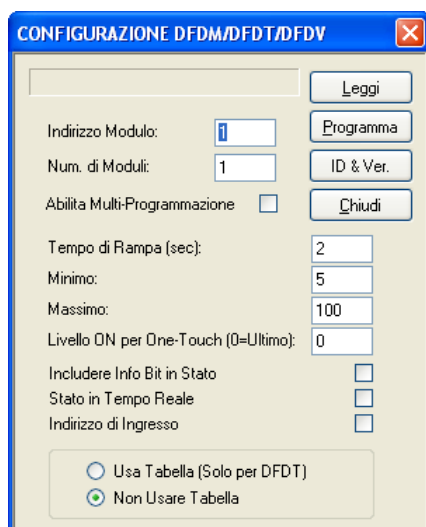 CONFIGURAZIONE DFDM/DFDT/DFDV
Leggi
Indirizzo Modulo: 1
Programma
Num. di Moduli: 1
ID & Ver.
Abilita Multi-Programmazione
Chiudi
Tempo di Rampa (sec): 2
Minimo: 5
Massimo: 100
Livello ON per One-Touch (0=Ultimo): 0
Includere Info Bit in Stato
Stato in Tempo Reale
Indirizzo di Ingresso
Usa Tabella (Solo per DFDT)
Non Usare Tabella